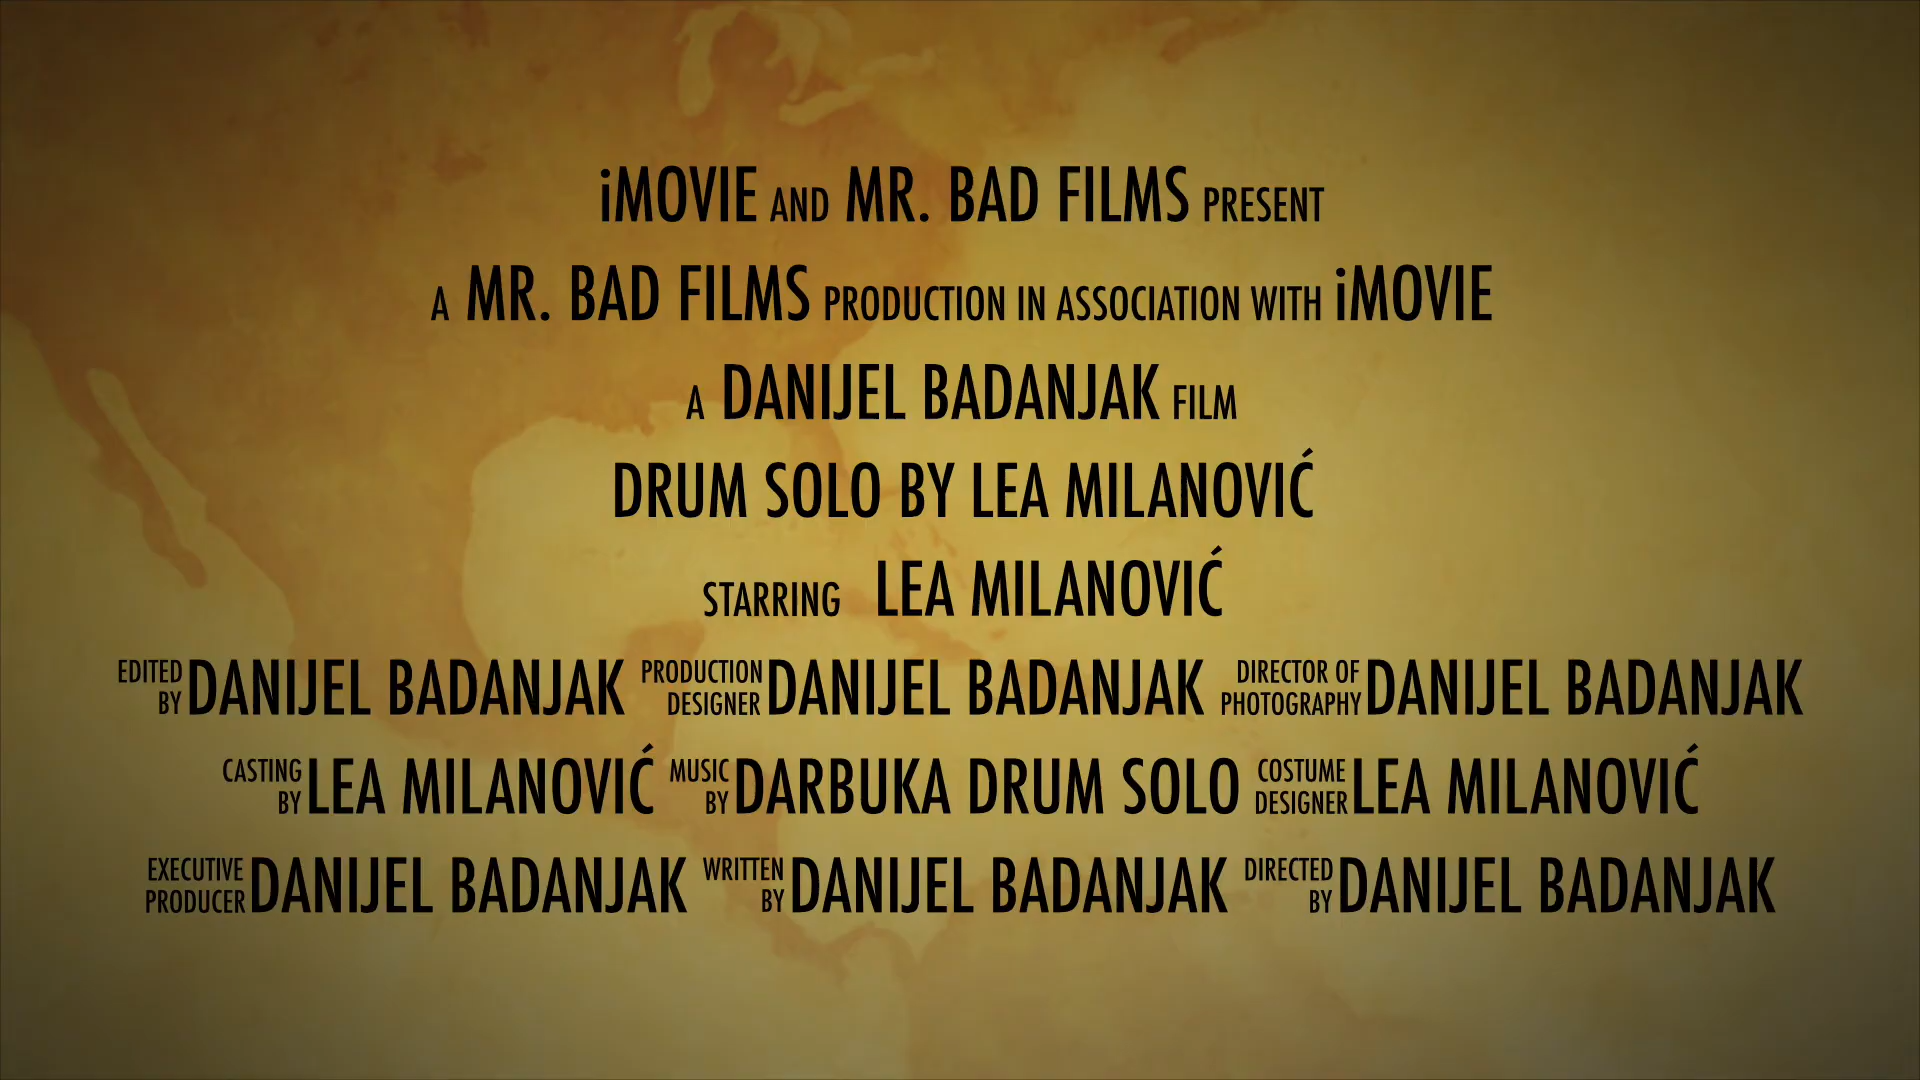 iMOVIE AND MR. BAD FILMS PRESENT
A MR. BAD FILMS PRODUCTION IN ASSOCIATION WITH iMOVIE
A DANIJEL BADANJAK FILM
DRUM SOLO BY LEA MILANOVIĆ
STARRING LEA MILANOVIĆ
EDITED BY DANIJEL BADANJAK PRODUCTION DESIGNER DANIJEL BADANJAK DIRECTOR OF PHOTOGRAPHY DANIJEL BADANJAK
CASTING BY LEA MILANOVIĆ MUSIC BY DARBUKA DRUM SOLO COSTUME DESIGNER LEA MILANOVIĆ
EXECUTIVE PRODUCER DANIJEL BADANJAK WRITTEN BY DANIJEL BADANJAK DIRECTED BY DANIJEL BADANJAK